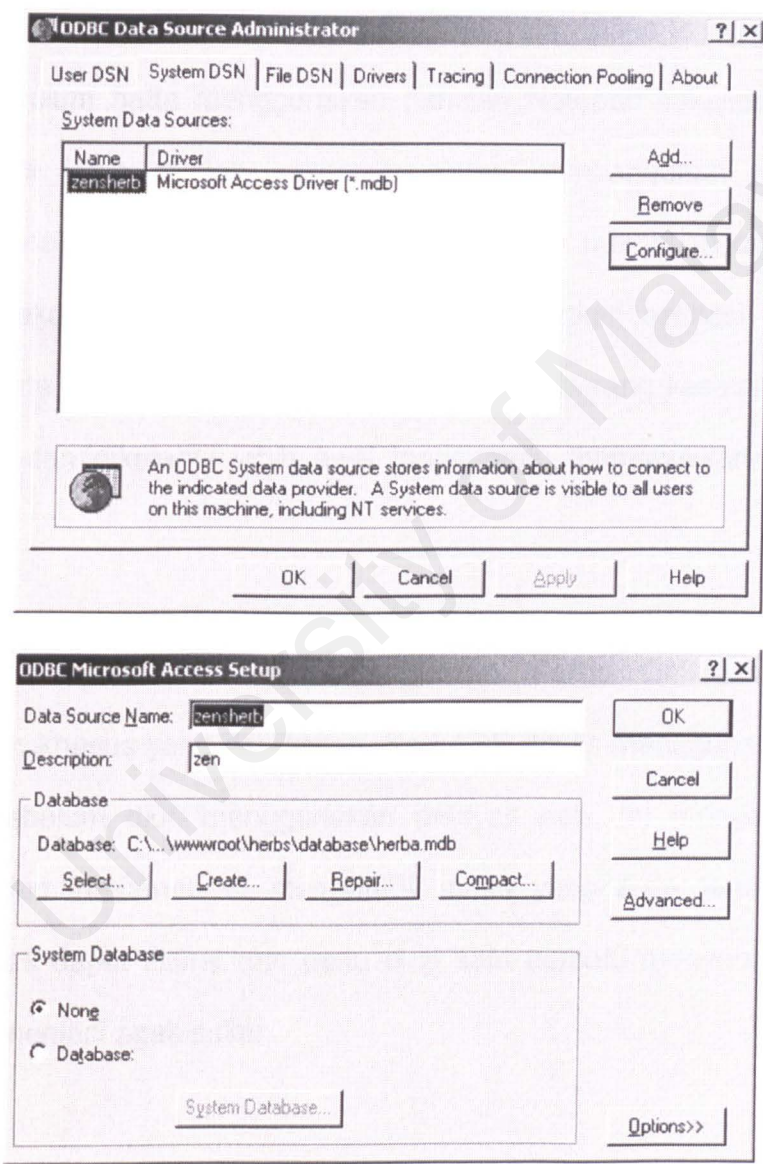 ODBC Data Source Administrator
User DSN System DSN File DSN Drivers Tracing Connection Pooling About
System Data Sources:
Name Driver
zensherb Microsoft Access Driver (*.mdb)
Add...
Remove
Configure...
An ODBC System data source stores information about how to connect to
the indicated data provider. A System data source is visible to all users
on this machine, including NT services.
OK Cancel Apply Help
ODBC Microsoft Access Setup
Data Source Name: zensherb
Description: zen
OK
Cancel
Help
Advanced...
Options>>
Database
Database: C:\...\wwwroot\herbs\database\herba.mdb
Select... Create... Repair... Compact...
System Database
None
Database:
System Database...
University of Malay